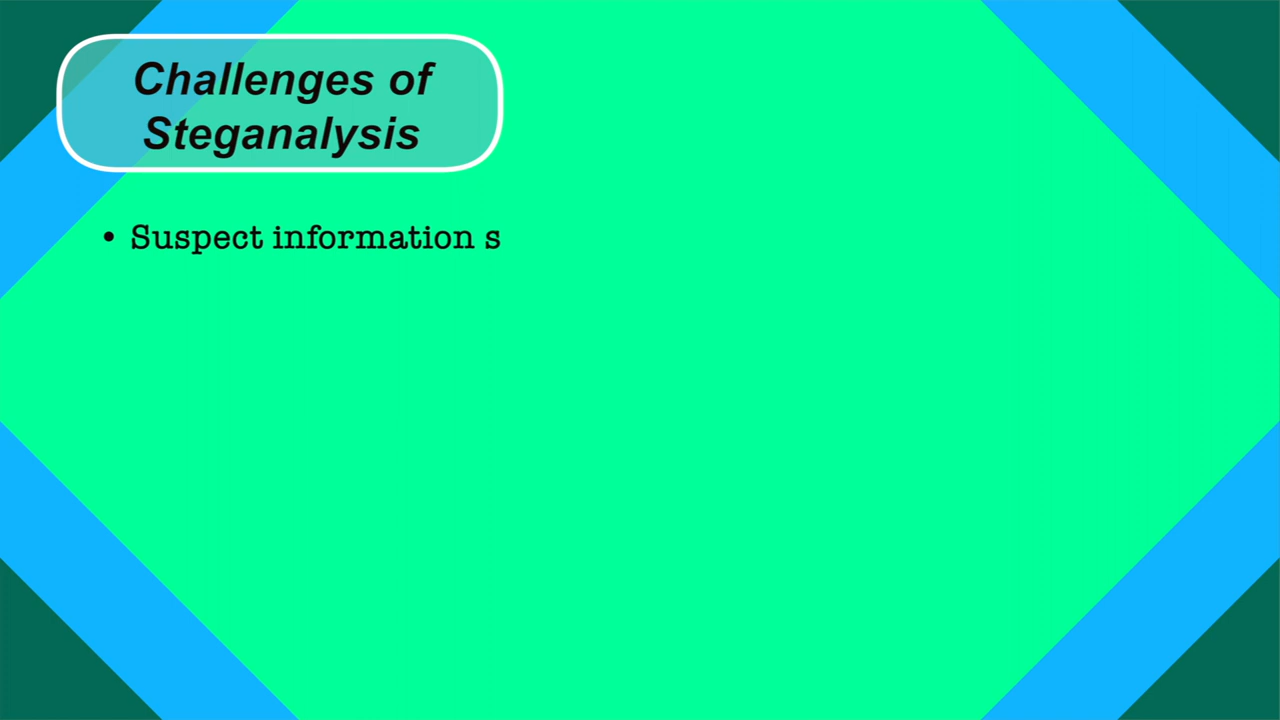 Challenges of
Steganalysis
• Suspect information s